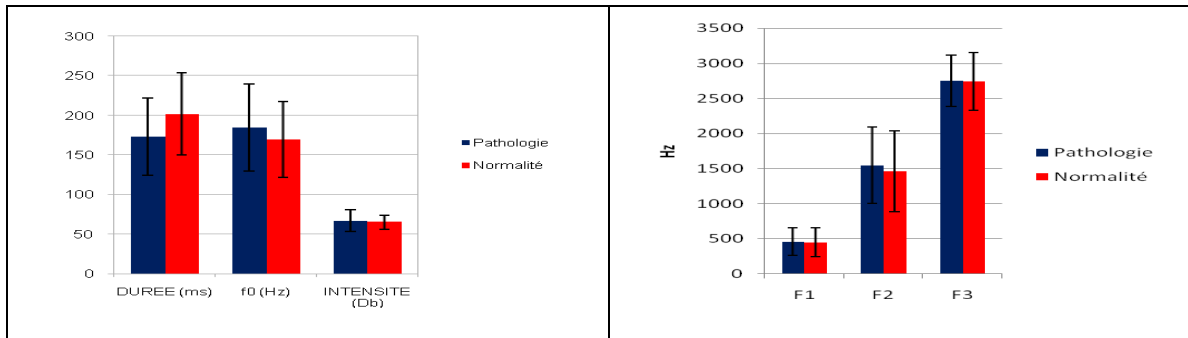 300
250
200
150
100
50
0
DUREE (ms) f0 (Hz) INTENSITE
(Db)
Pathologie
Normalité
Hz
3500
3000
2500
2000
1500
1000
500
0
F1 F2 F3
Pathologie
Normalité